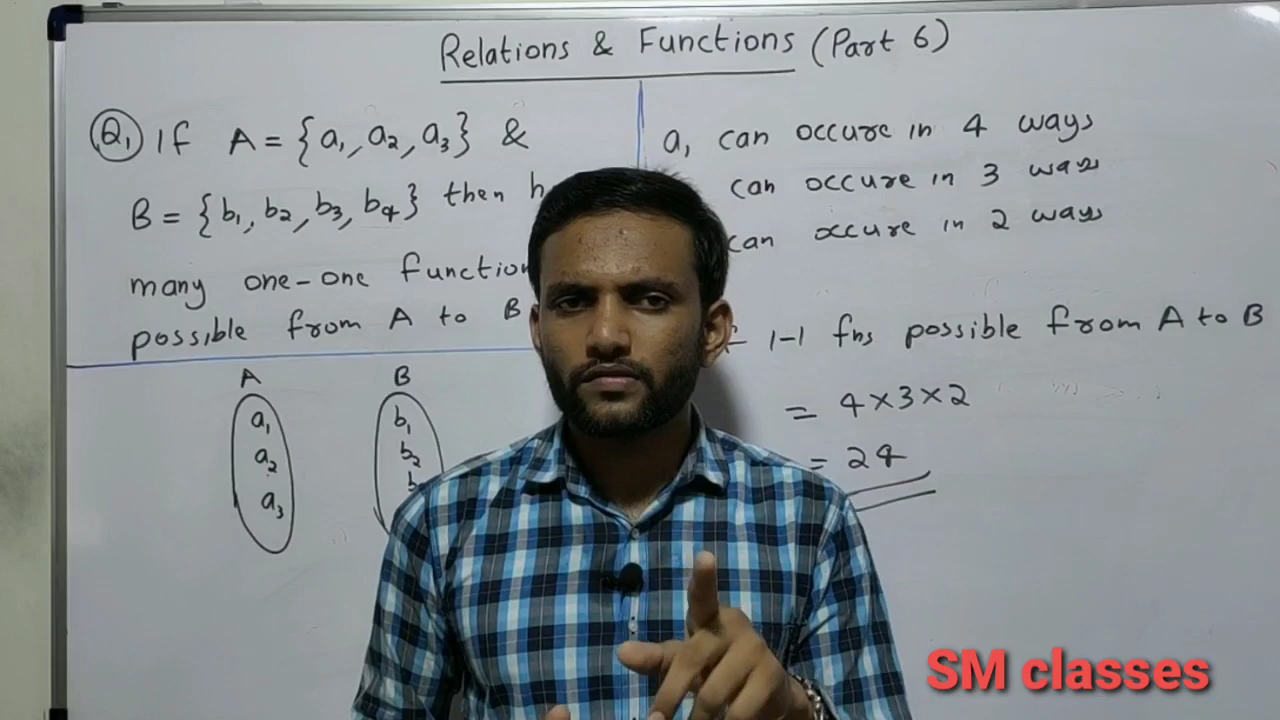 Relations & Functions (Part 6)
Q1 If A = {a1, a2, a3} &
B = {b1, b2, b3, b4} then
many one-one function
possible from A to B
A B
a1 b1
a2 b2
a3 b
a1 can occure in 4 ways
can occure in 3 ways
can occure in 2 ways
1-1 fns possible from A to B
= 4×3×2
= 24
SM classes